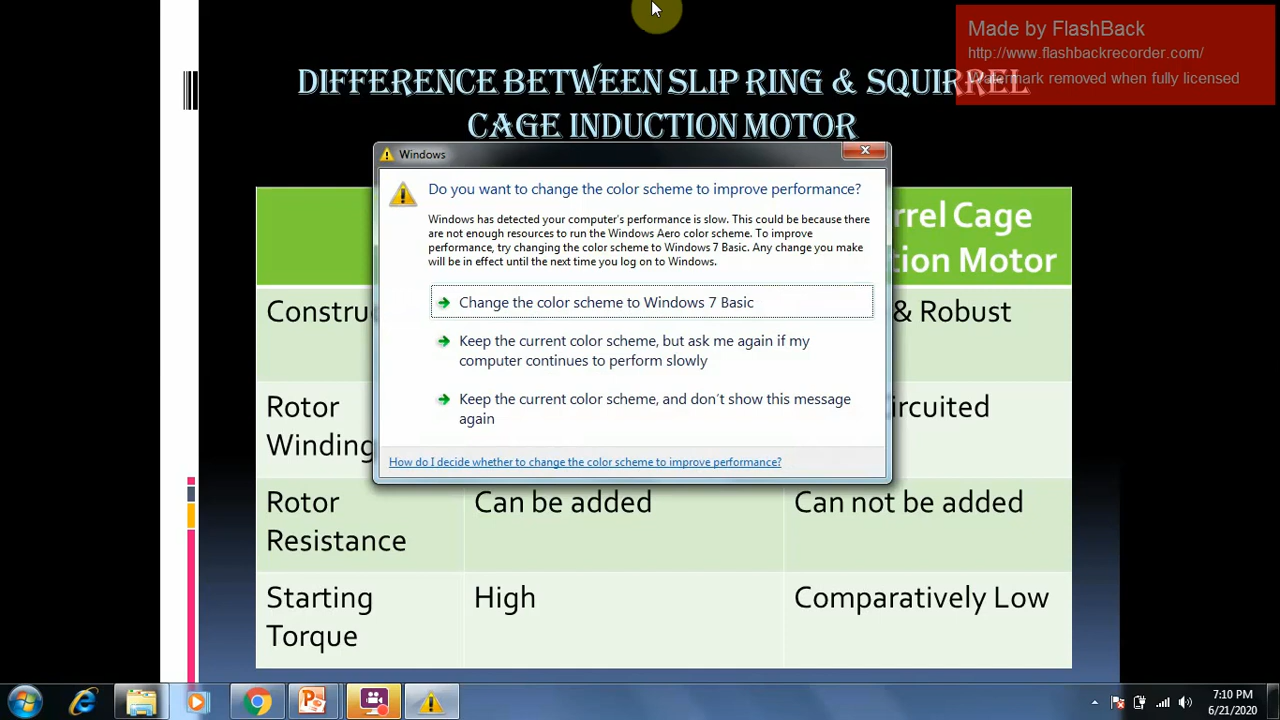 Made by FlashBack
http://www.flashbackrecorder.com/
Watermark removed when fully licensed
DIFFERENCE BETWEEN SLIP RING & SQUIRREL
CAGE INDUCTION MOTOR
Windows
Do you want to change the color scheme to improve performance?
Windows has detected your computer's performance is slow. This could be because there
are not enough resources to run the Windows Aero color scheme. To improve
performance, try changing the color scheme to Windows 7 Basic. Any change you make
will be in effect until the next time you log on to Windows.
Change the color scheme to Windows 7 Basic
Keep the current color scheme, but ask me again if my
computer continues to perform slowly
Keep the current color scheme, and don't show this message
again
How do I decide whether to change the color scheme to improve performance?
Cage
Motor
& Robust
Rotor
Winding
Rotor
Resistance
Can be added
Can not be added
Starting
Torque
High
Comparatively Low
7:10 PM
6/21/2020